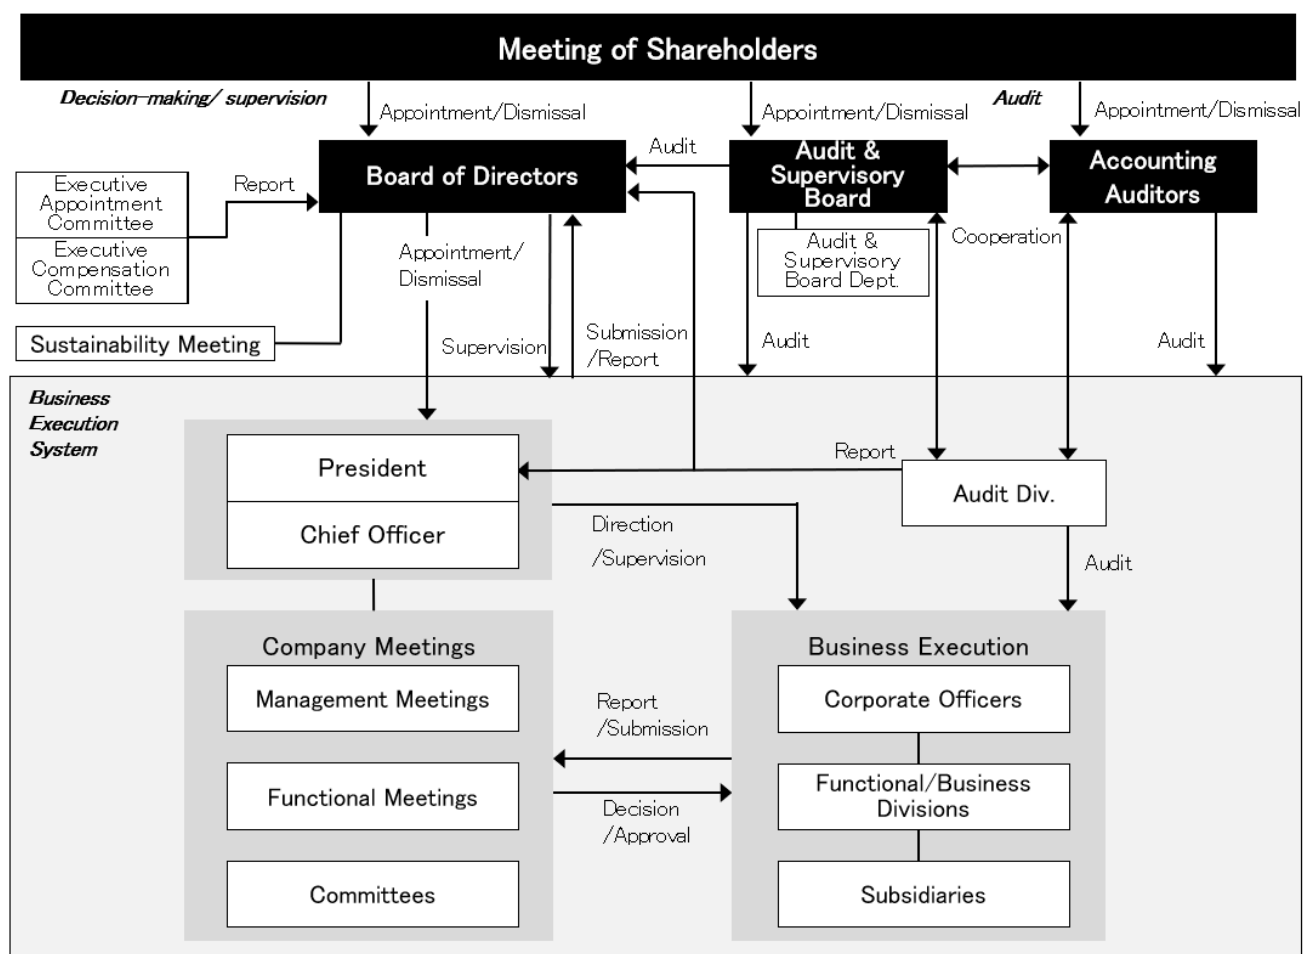 Meeting of Shareholders
Decision-making/ supervision
Audit
Appointment/Dismissal
Appointment/Dismissal
Appointment/Dismissal
Board of Directors
Audit
Audit &
Supervisory
Board
Accounting
Auditors
Executive
Appointment
Committee
Report
Executive
Compensation
Committee
Appointment/
Dismissal
Audit &
Supervisory
Board Dept.
Cooperation
Sustainability Meeting
Supervision
Submission
/Report
Audit
Audit
Business
Execution
System
President
Chief Officer
Report
Audit Div.
Direction
/Supervision
Audit
Company Meetings
Management Meetings
Functional Meetings
Committees
Report
/Submission
Decision
/Approval
Business Execution
Corporate Officers
Functional/Business
Divisions
Subsidiaries